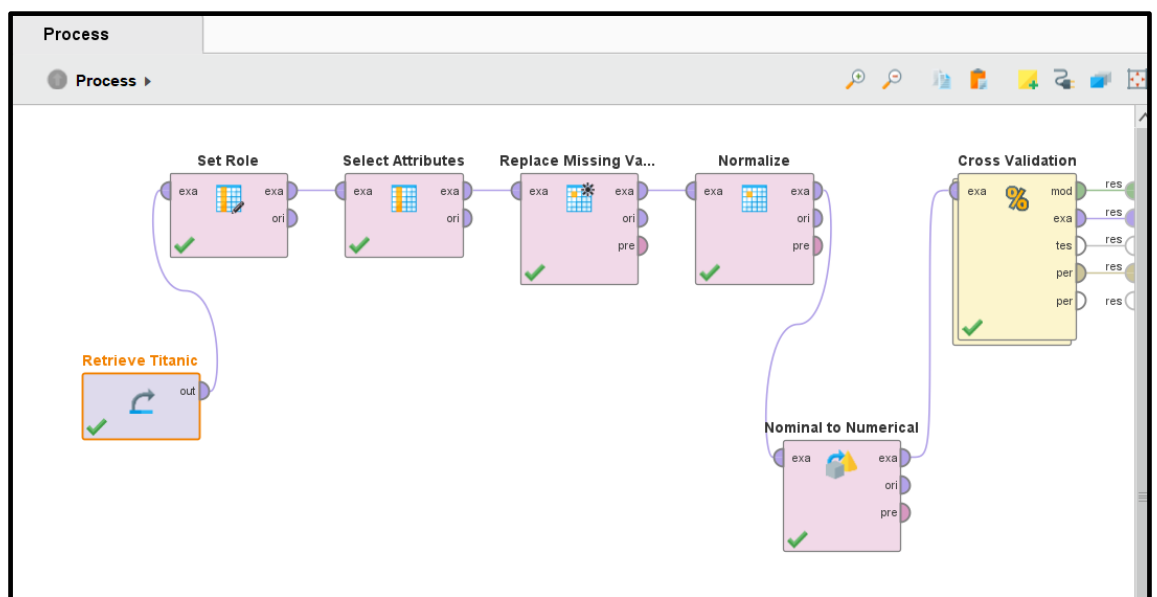 Process
Process
Set Role
exa exa
ori
Select Attributes
exa exa
ori
Replace Missing Va...
exa exa
ori
pre
Normalize
exa exa
ori
pre
Cross Validation
exa mod res
exa res
tes res
per res
per res
Retrieve Titanic
out
Nominal to Numerical
exa exa
ori
pre